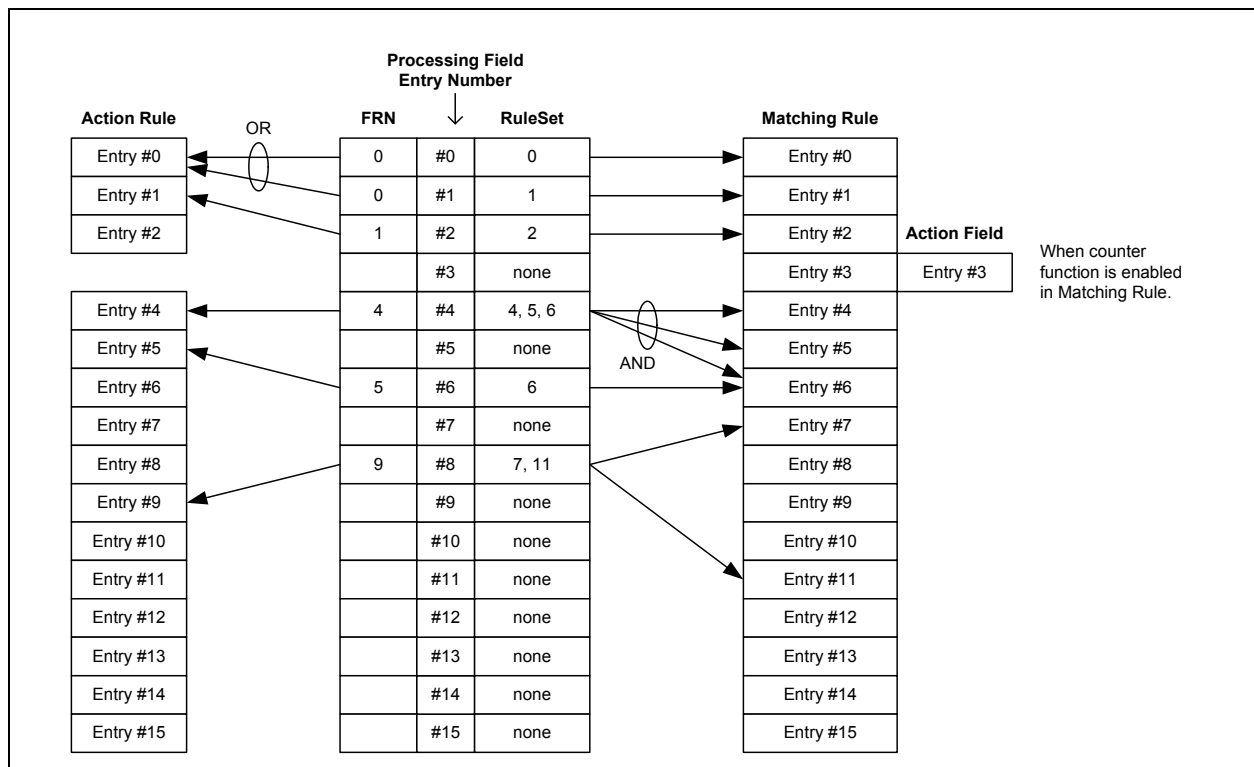 Processing Field
Entry Number
Action Rule
OR
FRN
RuleSet
Matching Rule
Entry #0
0
#0
0
Entry #0
Entry #1
0
#1
1
Entry #1
Entry #2
1
#2
2
Entry #2
Action Field
#3
none
Entry #3
Entry #3
When counter
function is enabled
in Matching Rule.
Entry #4
4
#4
4, 5, 6
Entry #4
Entry #5
#5
none
AND
Entry #5
Entry #6
5
#6
6
Entry #6
Entry #7
#7
none
Entry #7
Entry #8
9
#8
7, 11
Entry #8
Entry #9
#9
none
Entry #9
Entry #10
#10
none
Entry #10
Entry #11
#11
none
Entry #11
Entry #12
#12
none
Entry #12
Entry #13
#13
none
Entry #13
Entry #14
#14
none
Entry #14
Entry #15
#15
none
Entry #15